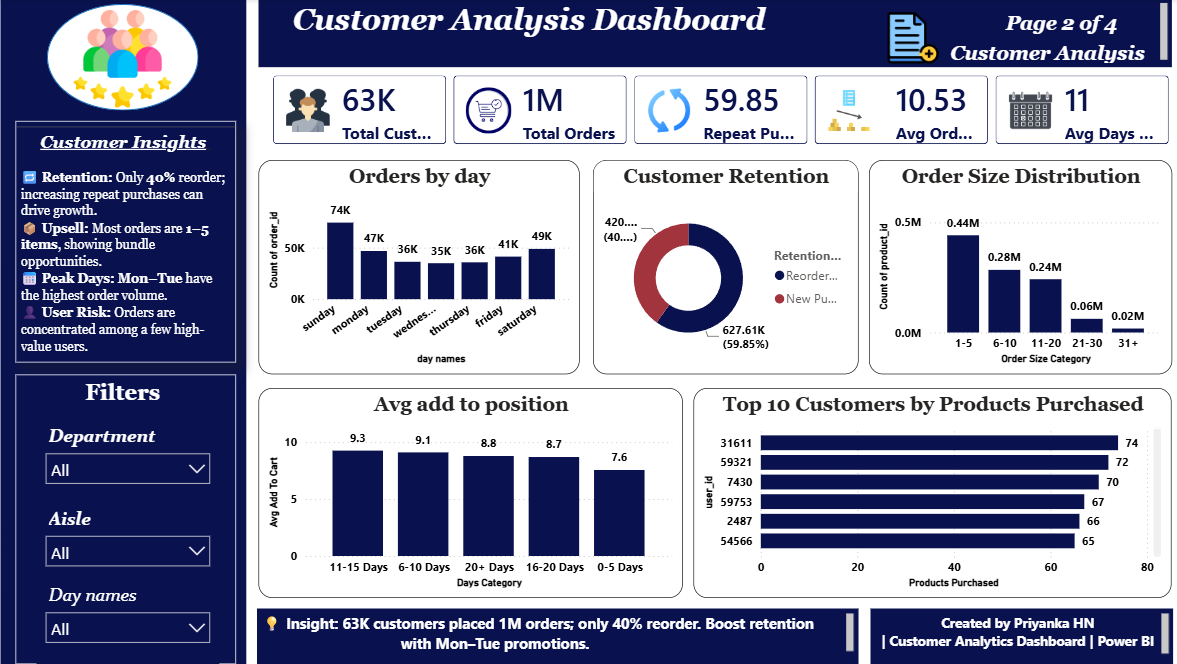 Customer Analysis Dashboard
Page 2 of 4
Customer Analysis
63K
Total Cust...
1M
Total Orders
59.85
Repeat Pu...
10.53
Avg Ord...
11
Avg Days ...
Customer Insights
Retention: Only 40% reorder;
increasing repeat purchases can
drive growth.
Upsell: Most orders are 1–5
items, showing bundle
opportunities.
Peak Days: Mon–Tue have
the highest order volume.
User Risk: Orders are
concentrated among a few high-
value users.
Filters
Department
All
Aisle
All
Day names
All
Orders by day
Count of order_id
50K
0K
74K
47K
36K
35K
36K
41K
49K
sunday
monday
tuesday
wednes...
thursday
friday
saturday
day names
Customer Retention
420....
(40....)
627.61K
(59.85%)
Retention...
Reorder...
New Pu...
Order Size Distribution
Count of product_id
0.5M
0.0M
0.44M
0.28M
0.24M
0.06M
0.02M
1-5
6-10
11-20
21-30
31+
Order Size Category
Avg add to position
Avg Add To Cart
10
5
0
9.3
9.1
8.8
8.7
7.6
11-15 Days
6-10 Days
20+ Days
16-20 Days
0-5 Days
Days Category
Top 10 Customers by Products Purchased
user_id
31611
74
59321
72
7430
70
59753
67
2487
66
54566
65
0
20
40
60
80
Products Purchased
Insight: 63K customers placed 1M orders; only 40% reorder. Boost retention
with Mon–Tue promotions.
Created by Priyanka HN
| Customer Analytics Dashboard | Power BI